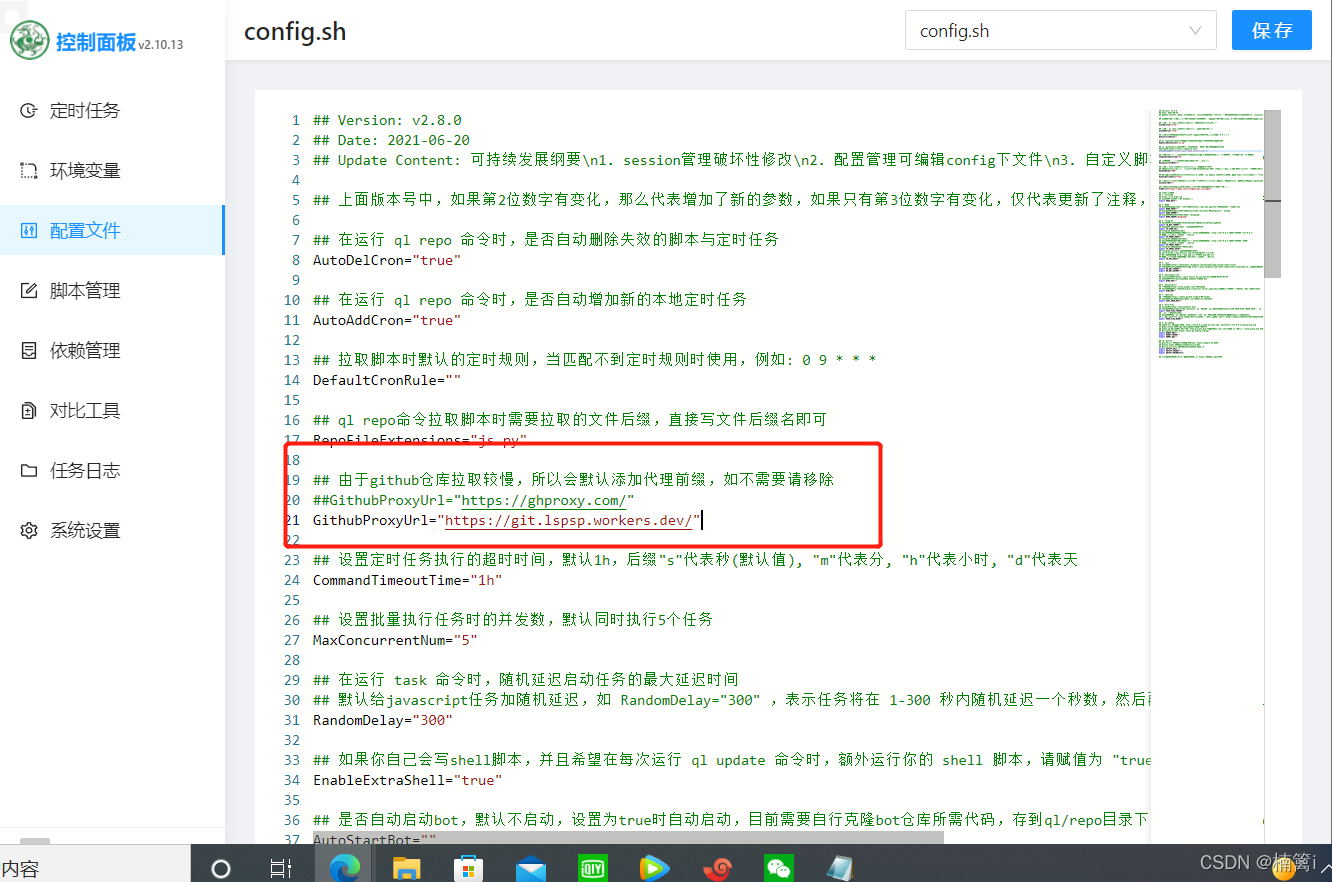 控制面板 v2.10.13
config.sh
config.sh
保存
定时任务
环境变量
配置文件
脚本管理
依赖管理
对比工具
任务日志
系统设置
1 ## Version: v2.8.0
2 ## Date: 2021-06-20
3 ## Update Content: 可持续发展纲要\n1. session管理破坏性修改\n2. 配置管理可编辑config下文件\n3. 自定义脚
4
5 ## 上面版本号中，如果第2位数字有变化，那么代表增加了新的参数，如果只有第3位数字有变化，仅代表更新了注释，
6
7 ## 在运行 ql repo 命令时，是否自动删除失效的脚本与定时任务
8 AutoDelCron="true"
9
10 ## 在运行 ql repo 命令时，是否自动增加新的本地定时任务
11 AutoAddCron="true"
12
13 ## 拉取脚本时默认的定时规则，当匹配不到定时规则时使用，例如: 0 9 * * *
14 DefaultCronRule=""
15
16 ## ql repo命令拉取脚本时需要拉取的文件后缀，直接写文件后缀名即可
17 RepoFileExtensions="js py"
18
19 ## 由于github仓库拉取较慢，所以会默认添加代理前缀，如不需要请移除
20 ##GithubProxyUrl="https://ghproxy.com/"
21 GithubProxyUrl="https://git.lspsp.workers.dev/"
22
23 ## 设置定时任务执行的超时时间，默认1h，后缀"s"代表秒(默认值), "m"代表分, "h"代表小时, "d"代表天
24 CommandTimeoutTime="1h"
25
26 ## 设置批量执行任务时的并发数，默认同时执行5个任务
27 MaxConcurrentNum="5"
28
29 ## 在运行 task 命令时，随机延迟启动任务的最大延迟时间
30 ## 默认给javascript任务加随机延迟，如 RandomDelay="300" ，表示任务将在 1-300 秒内随机延迟一个秒数，然后
31 RandomDelay="300"
32
33 ## 如果你自己会写shell脚本，并且希望在每次运行 ql update 命令时，额外运行你的 shell 脚本，请赋值为 "true
34 EnableExtraShell="true"
35
36 ## 是否自动启动bot，默认不启动，设置为true时自动启动，目前需要自行克隆bot仓库所需代码，存到ql/repo目录下
37 AutoStartBot=""
内容
QIY
CSDN @楠篱i